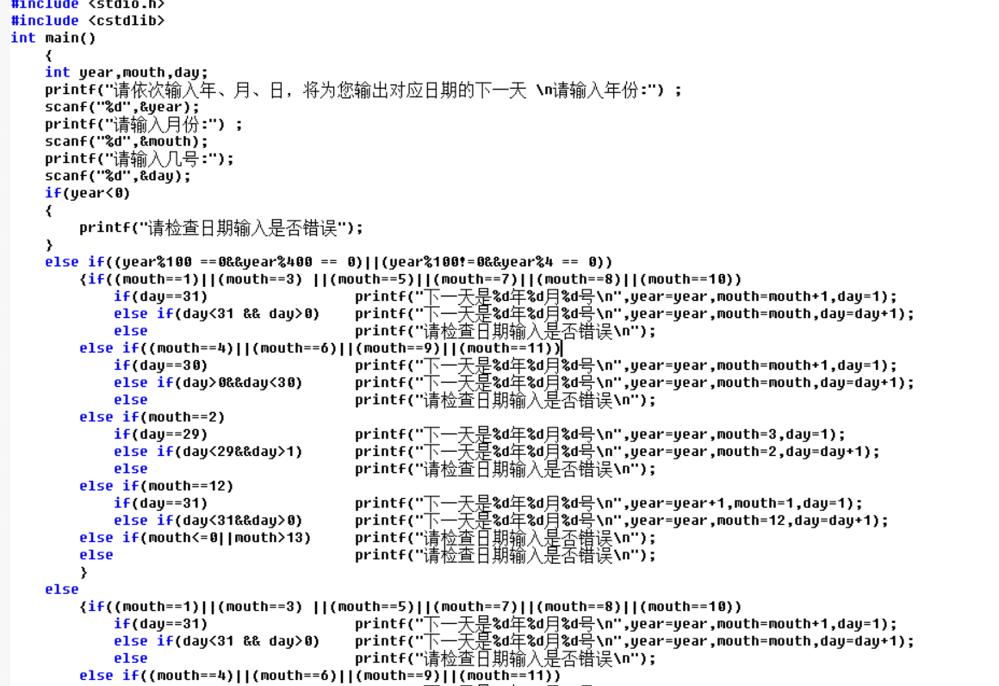 #include <stdio.h>
#include <cstdlib>
int main()
{
int year,mouth,day;
printf("请依次输入年、月、日，将为您输出对应日期的下一天 \n请输入年份:") ;
scanf("%d",&year);
printf("请输入月份:") ;
scanf("%d",&mouth);
printf("请输入几号:");
scanf("%d",&day);
if(year<0)
{
printf("请检查日期输入是否错误");
}
else if((year%100 ==0&&year%400 == 0)||(year%100!=0&&year%4 == 0))
{if((mouth==1)||(mouth==3) ||(mouth==5)||(mouth==7)||(mouth==8)||(mouth==10))
if(day==31) printf("下一天是%d年%d月%d号\n",year=year,mouth=mouth+1,day=1);
else if(day<31 && day>0) printf("下一天是%d年%d月%d号\n",year=year,mouth=mouth,day=day+1);
else printf("请检查日期输入是否错误\n");
else if((mouth==4)||(mouth==6)||(mouth==9)||(mouth==11))
if(day==30) printf("下一天是%d年%d月%d号\n",year=year,mouth=mouth+1,day=1);
else if(day>0&&day<30) printf("下一天是%d年%d月%d号\n",year=year,mouth=mouth,day=day+1);
else printf("请检查日期输入是否错误\n");
else if(mouth==2)
if(day==29) printf("下一天是%d年%d月%d号\n",year=year,mouth=3,day=1);
else if(day<29&&day>1) printf("下一天是%d年%d月%d号\n",year=year,mouth=2,day=day+1);
else printf("请检查日期输入是否错误\n");
else if(mouth==12)
if(day==31) printf("下一天是%d年%d月%d号\n",year=year+1,mouth=1,day=1);
else if(day<31&&day>0) printf("下一天是%d年%d月%d号\n",year=year,mouth=12,day=day+1);
else if(mouth<=0||mouth>13) printf("请检查日期输入是否错误\n");
else printf("请检查日期输入是否错误\n");
}
else
{if((mouth==1)||(mouth==3) ||(mouth==5)||(mouth==7)||(mouth==8)||(mouth==10))
if(day==31) printf("下一天是%d年%d月%d号\n",year=year,mouth=mouth+1,day=1);
else if(day<31 && day>0) printf("下一天是%d年%d月%d号\n",year=year,mouth=mouth,day=day+1);
else printf("请检查日期输入是否错误\n");
else if((mouth==4)||(mouth==6)||(mouth==9)||(mouth==11))